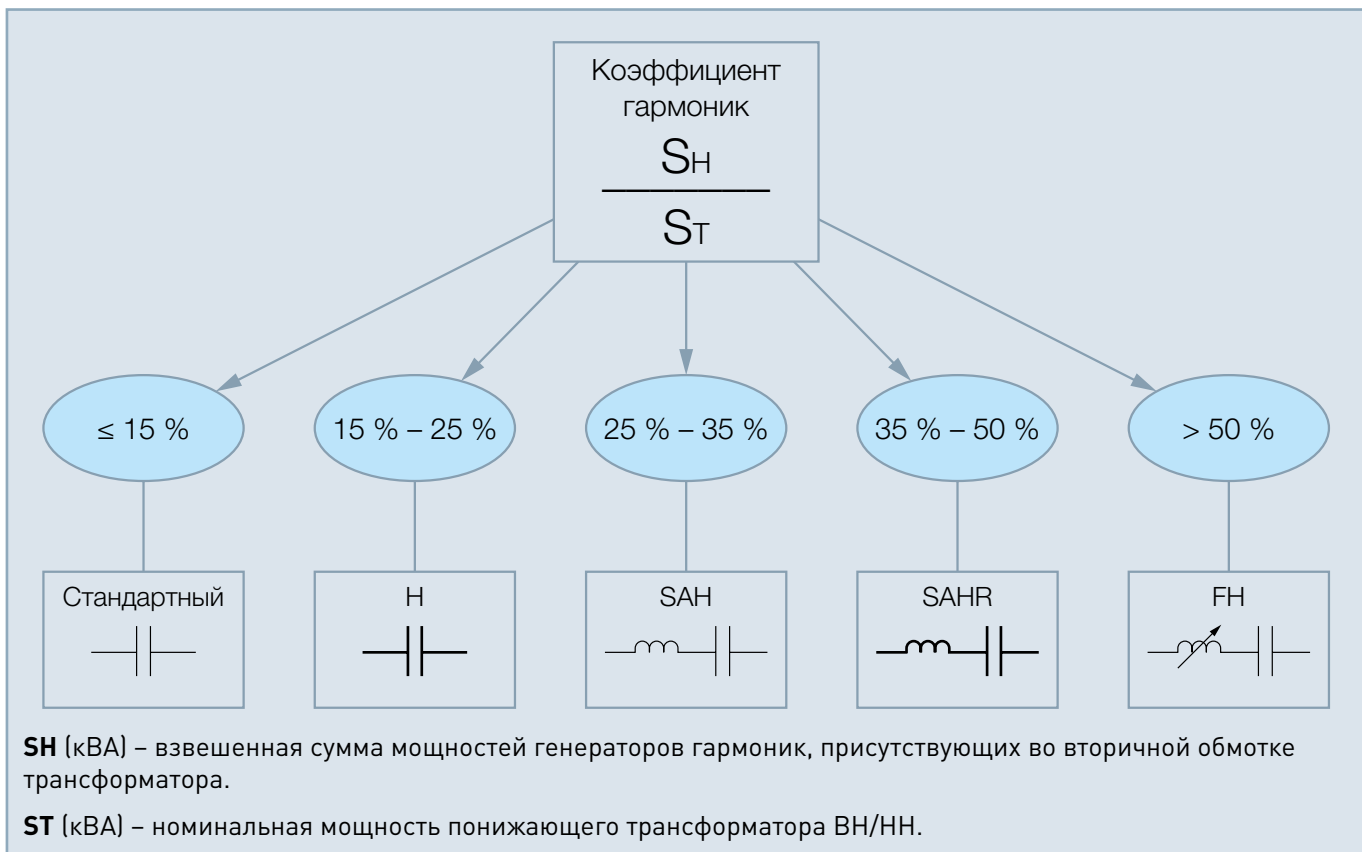 Коэффициент
гармоник
SH
ST
≤ 15 %
15 % – 25 %
25 % – 35 %
35 % – 50 %
> 50 %
Стандартный
H
SAH
SAHR
FH
SH (кВА) – взвешенная сумма мощностей генераторов гармоник, присутствующих во вторичной обмотке
трансформатора.
ST (кВА) – номинальная мощность понижающего трансформатора ВН/НН.